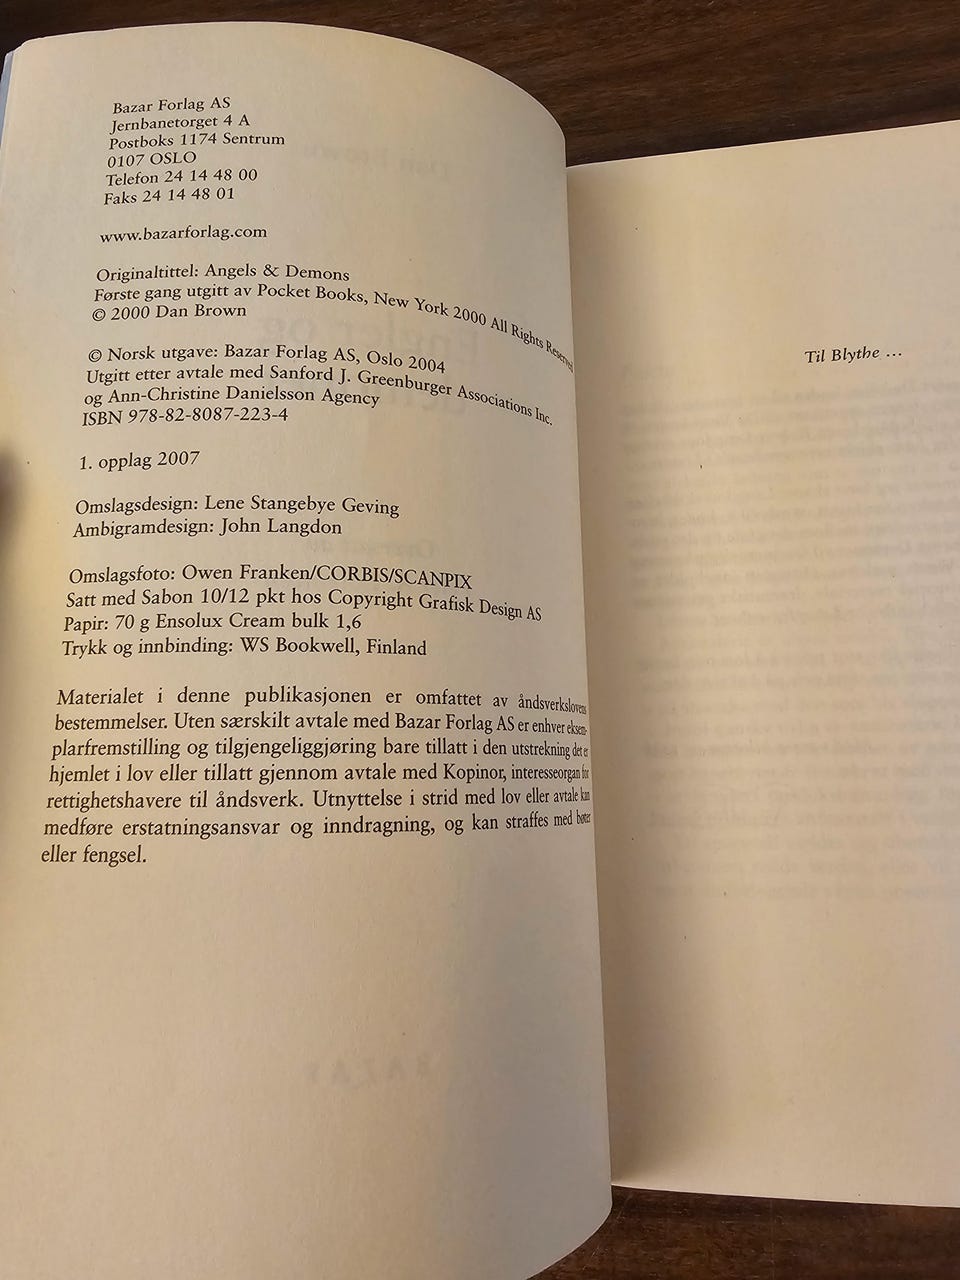 Bazar Forlag AS
Jernbanetorget 4 A
Postboks 1174 Sentrum
0107 OSLO
Telefon 24 14 48 00
Faks 24 14 48 01
www.bazarforlag.com
Originaltittel: Angels & Demons
Første gang utgitt av Pocket Books, New York 2000 All Rights Reserved
© 2000 Dan Brown
© Norsk utgave: Bazar Forlag AS, Oslo 2004
Utgitt etter avtale med Sanford J. Greenburger Associations Inc.
og Ann-Christine Danielsson Agency
ISBN 978-82-8087-223-4
1. opplag 2007
Omslagsdesign: Lene Stangebye Geving
Ambigramdesign: John Langdon
Omslagsfoto: Owen Franken/CORBIS/SCANPIX
Satt med Sabon 10/12 pkt hos Copyright Grafisk Design AS
Papir: 70 g Ensolux Cream bulk 1,6
Trykk og innbinding: WS Bookwell, Finland
Materialet i denne publikasjonen er omfattet av åndsverkslovens
bestemmelser. Uten særskilt avtale med Bazar Forlag AS er enhver eksem-
plarfremstilling og tilgjengeliggjøring bare tillatt i den utstrekning det er
hjemlet i lov eller tillatt gjennom avtale med Kopinor, interesseorgan for
rettighetshavere til åndsverk. Utnyttelse i strid med lov eller avtale kan
medføre erstatningsansvar og inndragning, og kan straffes med bøter
eller fengsel.
Til Blythe ...